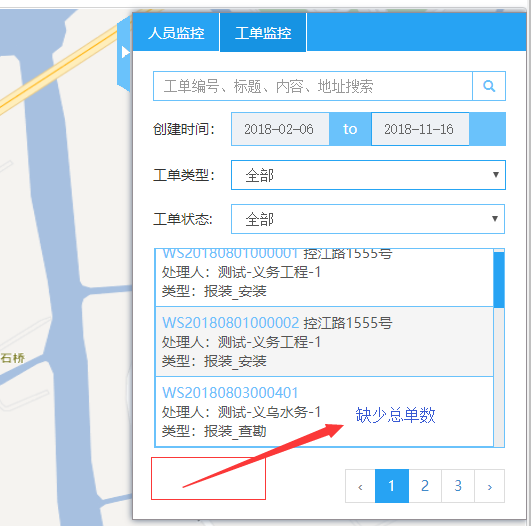 人员监控 工单监控
工单编号、标题、内容、地址搜索
创建时间： 2018-02-06 to 2018-11-16
工单类型： 全部
工单状态： 全部
WS20180801000001 控江路1555号
处理人：测试-义务工程-1
类型：报装_安装
WS20180801000002 控江路1555号
处理人：测试-义务工程-1
类型：报装_安装
石桥
WS20180803000401
处理人：测试-义乌水务-1
类型：报装_查勘
缺少总单数
‹ 1 2 3 ›